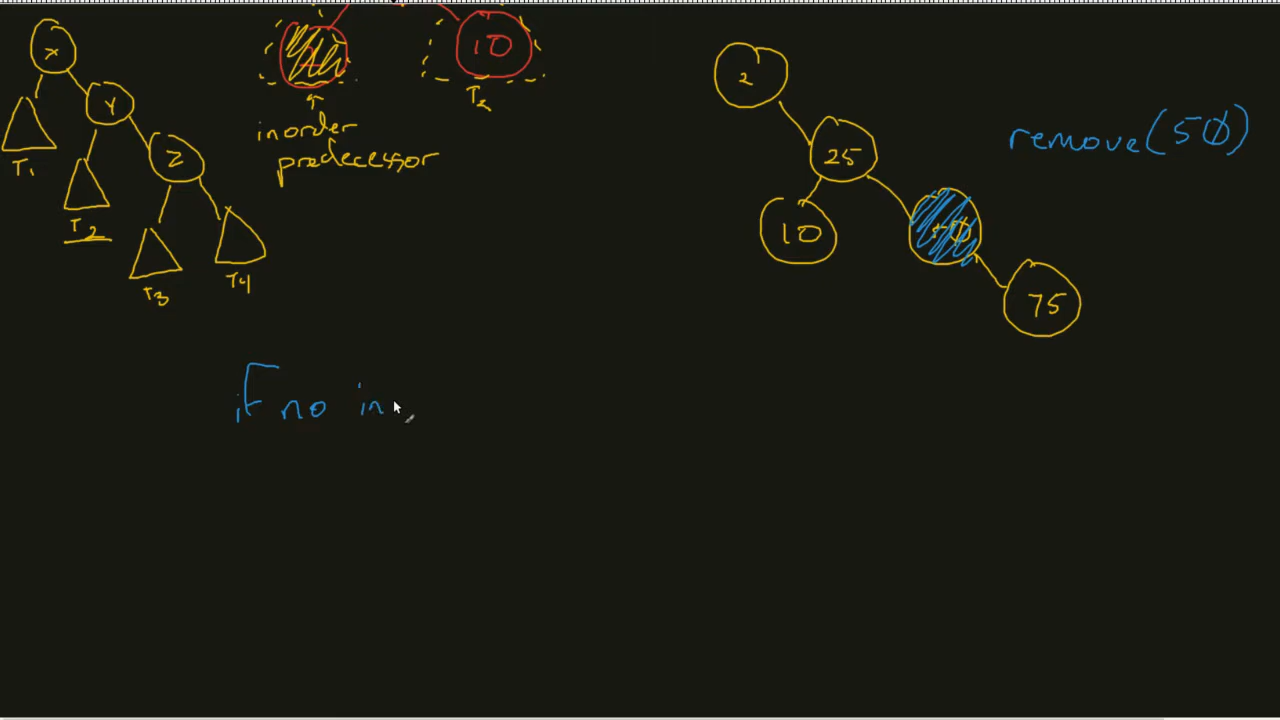 X
Y
Z
T1
T2
T3
T4
10
T2
inorder
predecessor
2
25
10
75
remove(50)
if no in